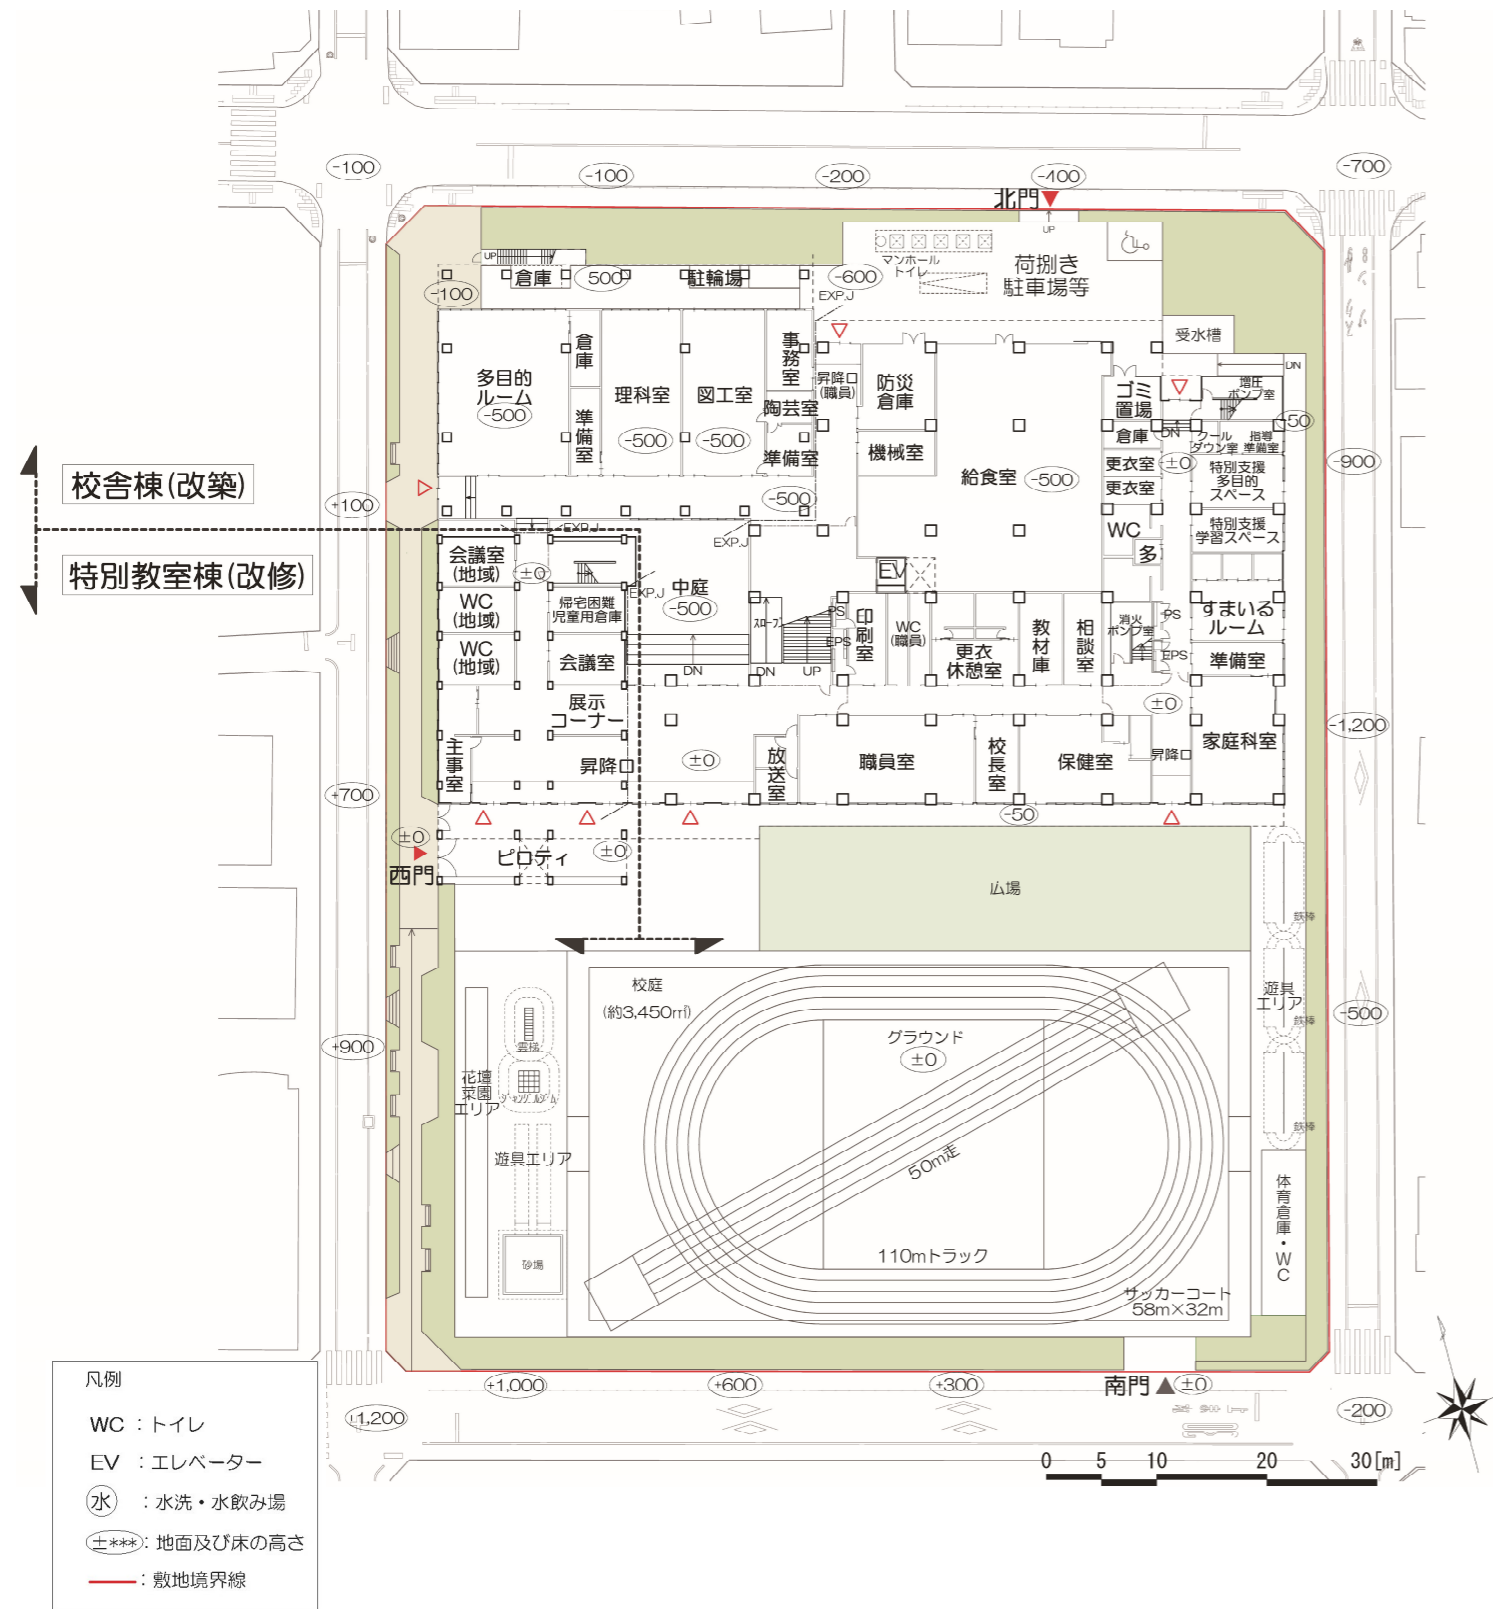 -100
-100
-200
-100
-700
北門
UP
マンホール
トイレ
荷捌き
駐車場等
UP
倉庫
500
駐輪場
-600
-100
EXP.J
受水槽
DN
多目的
ルーム
-500
倉庫
準備室
理科室
-500
図工室
-500
事務室
陶芸室
準備室
昇降口
(職員)
防災
倉庫
機械室
給食室
-500
ゴミ
置場
倉庫
更衣室
更衣室
WC
多
DN
±0
増圧
ポンプ室
-50
クール
ダウン室
指導
準備室
特別支援
多目的
スペース
特別支援
学習スペース
-900
校舎棟(改築)
+100
-500
EXP.J
EXP.J
特別教室棟(改修)
会議室
(地域)
±0
WC
(地域)
帰宅困難
児童用倉庫
WC
(地域)
会議室
EXP.J
中庭
-500
DN
スロープ
DN
UP
EV
PS
EPS
印刷室
WC
(職員)
更衣
休憩室
教材庫
相談室
消火
ポンプ室
PS
EPS
すまいる
ルーム
準備室
展示
コーナー
主事室
昇降口
±0
放送室
職員室
校長室
保健室
±0
昇降口
家庭科室
-1,200
+700
-50
±0
西門
ピロティ
±0
広場
鉄棒
遊具
エリア
鉄棒
鉄棒
-500
校庭
(約3,450㎡)
グラウンド
±0
+900
雲梯
花壇
菜園
エリア
ジャングルジム
遊具エリア
50m走
砂場
110mトラック
サッカーコート
58m×32m
体育倉庫・WC
凡例
WC：トイレ
EV：エレベーター
水：水洗・水飲み場
±***：地面及び床の高さ
：敷地境界線
+1,000
+600
+300
南門
±0
-1,200
-200
0 5 10 20 30[m]